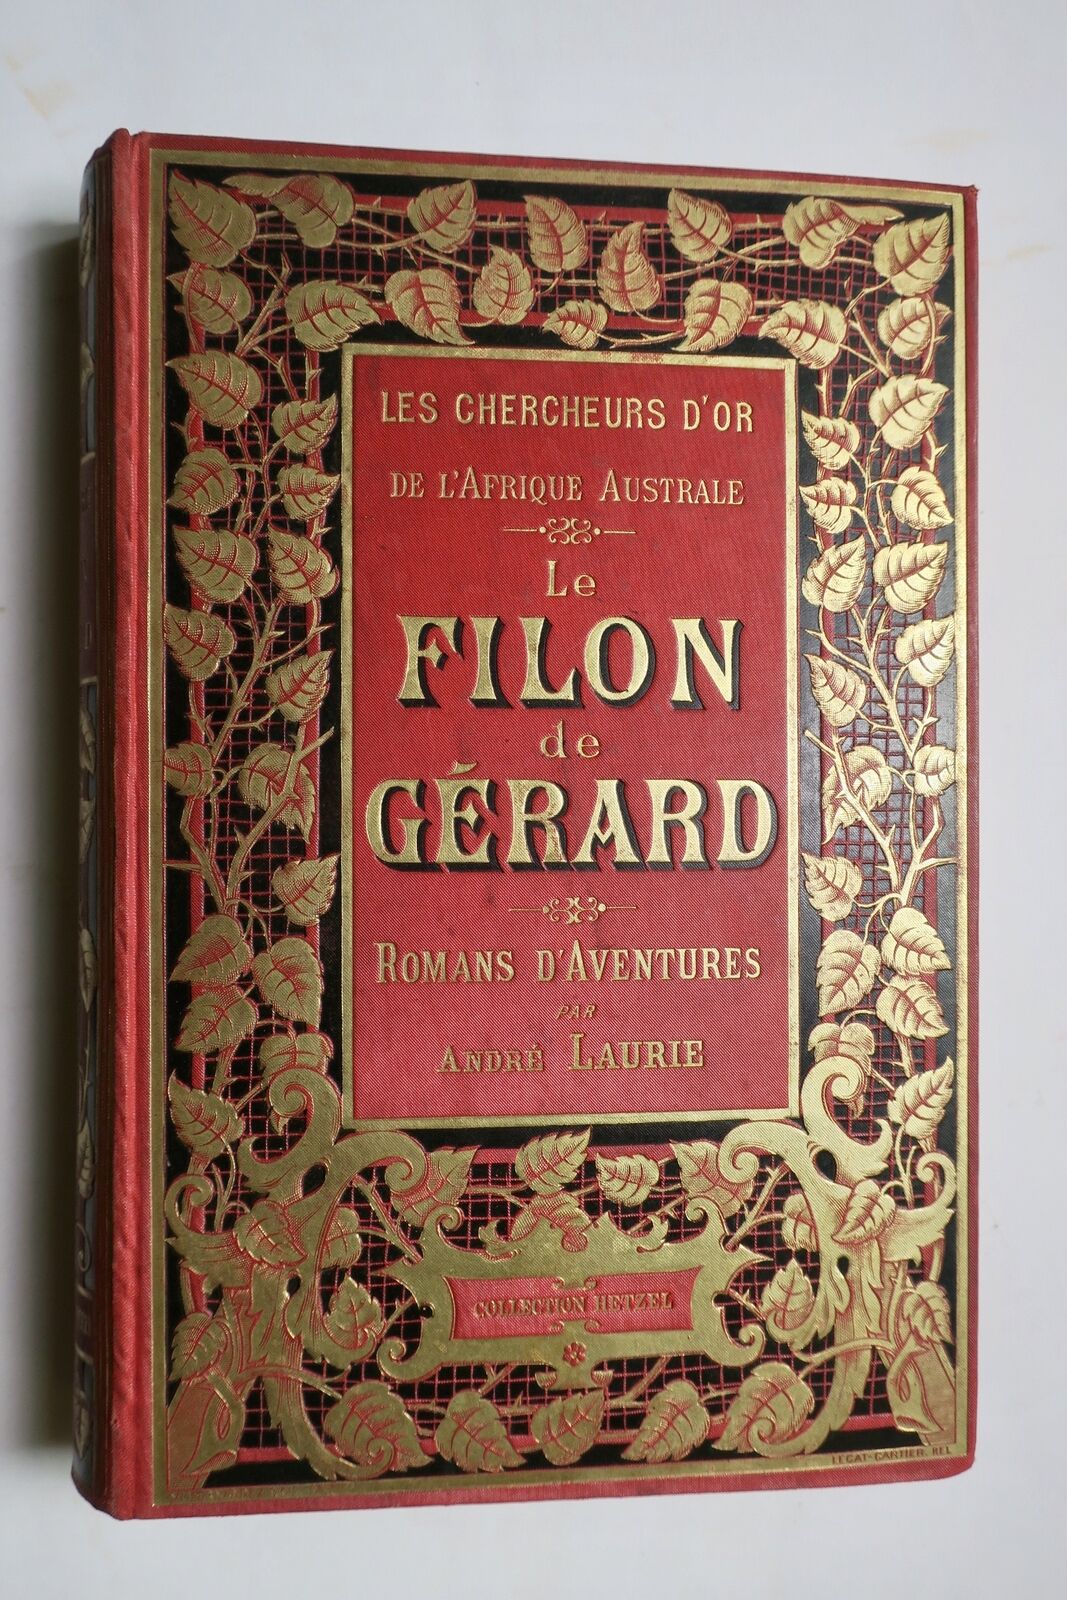 LES CHERCHEURS D'OR
DE L'AFRIQUE AUSTRALE
Le
FILON
de
GÉRARD
ROMANS D'AVENTURES
PAR
ANDRÉ LAURIE
COLLECTION HETZEL
LEGAT-CARTIER REL